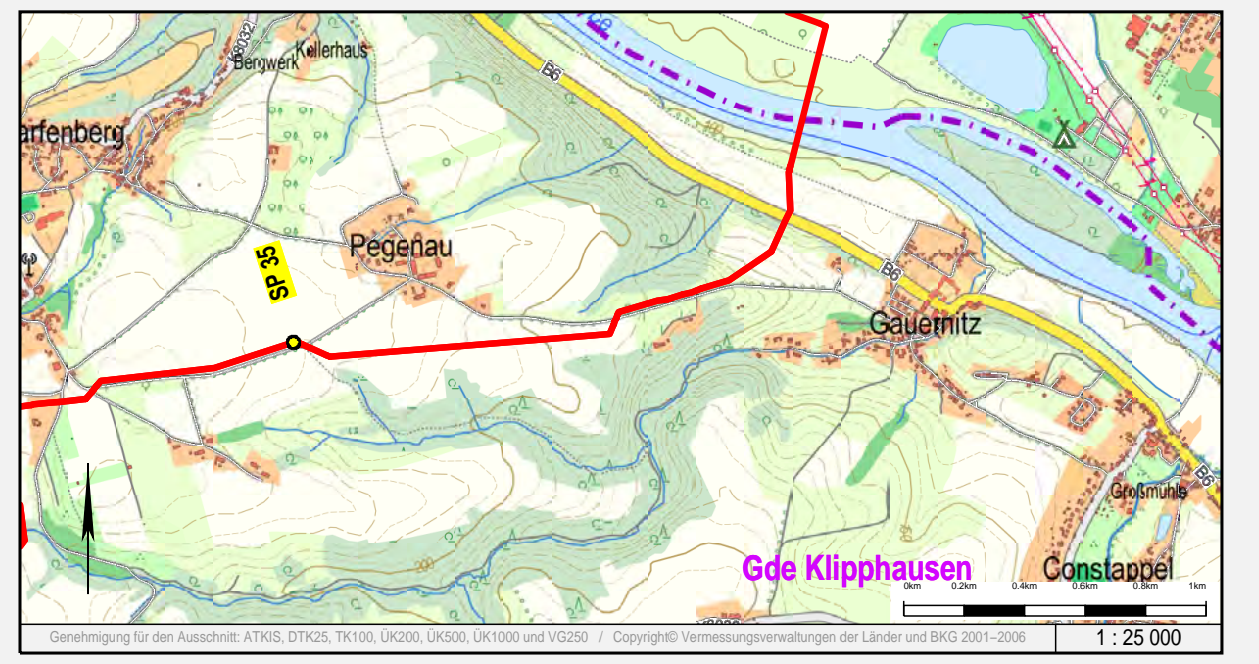 K8032
Kellerhaus
Bergwerk
B6
arfenberg
SP 35
Pegenau
B6
Gauernitz
B6
Großmühle
Gde Klipphausen
Constappel
0km 0.2km 0.4km 0.6km 0.8km 1km
Genehmigung für den Ausschnitt: ATKIS, DTK25, TK100, ÜK200, ÜK500, ÜK1000 und VG250 / Copyright© Vermessungsverwaltungen der Länder und BKG 2001–2006
1 : 25 000